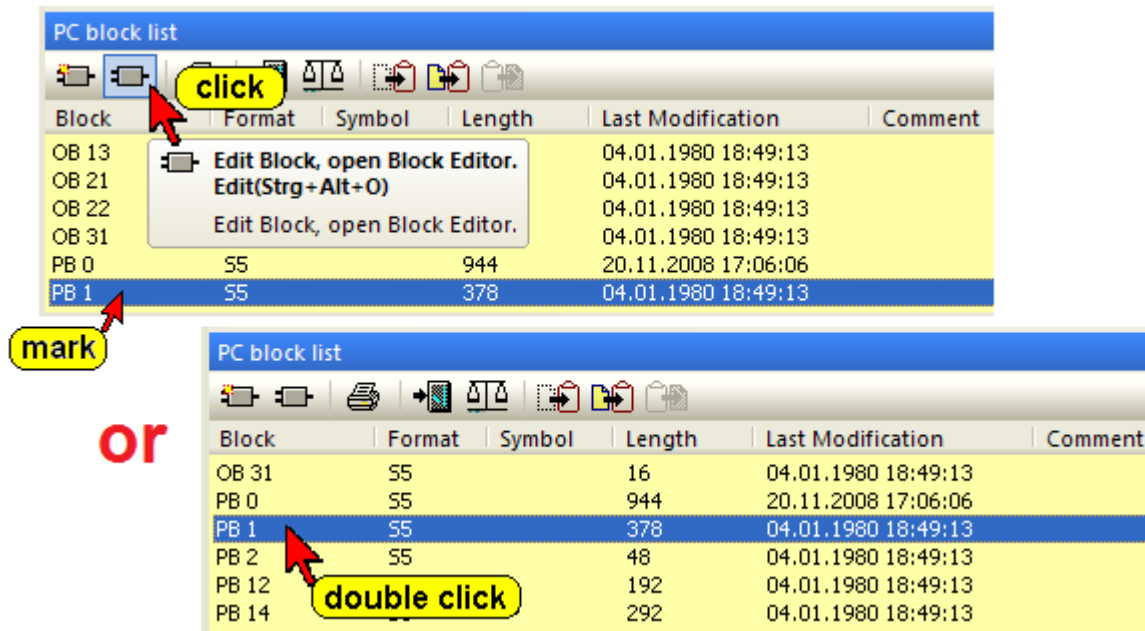 PC block list
click
Block Format Symbol Length Last Modification Comment
OB 13 04.01.1980 18:49:13
OB 21 04.01.1980 18:49:13
OB 22 04.01.1980 18:49:13
OB 31 04.01.1980 18:49:13
Edit Block, open Block Editor.
Edit(Strg+Alt+O)
Edit Block, open Block Editor.
PB 0 S5 944 20.11.2008 17:06:06
PB 1 S5 378 04.01.1980 18:49:13
mark
or
PC block list
Block Format Symbol Length Last Modification Comment
OB 31 S5 16 04.01.1980 18:49:13
PB 0 S5 944 20.11.2008 17:06:06
PB 1 S5 378 04.01.1980 18:49:13
PB 2 S5 48 04.01.1980 18:49:13
PB 12 192 04.01.1980 18:49:13
PB 14 292 04.01.1980 18:49:13
double click